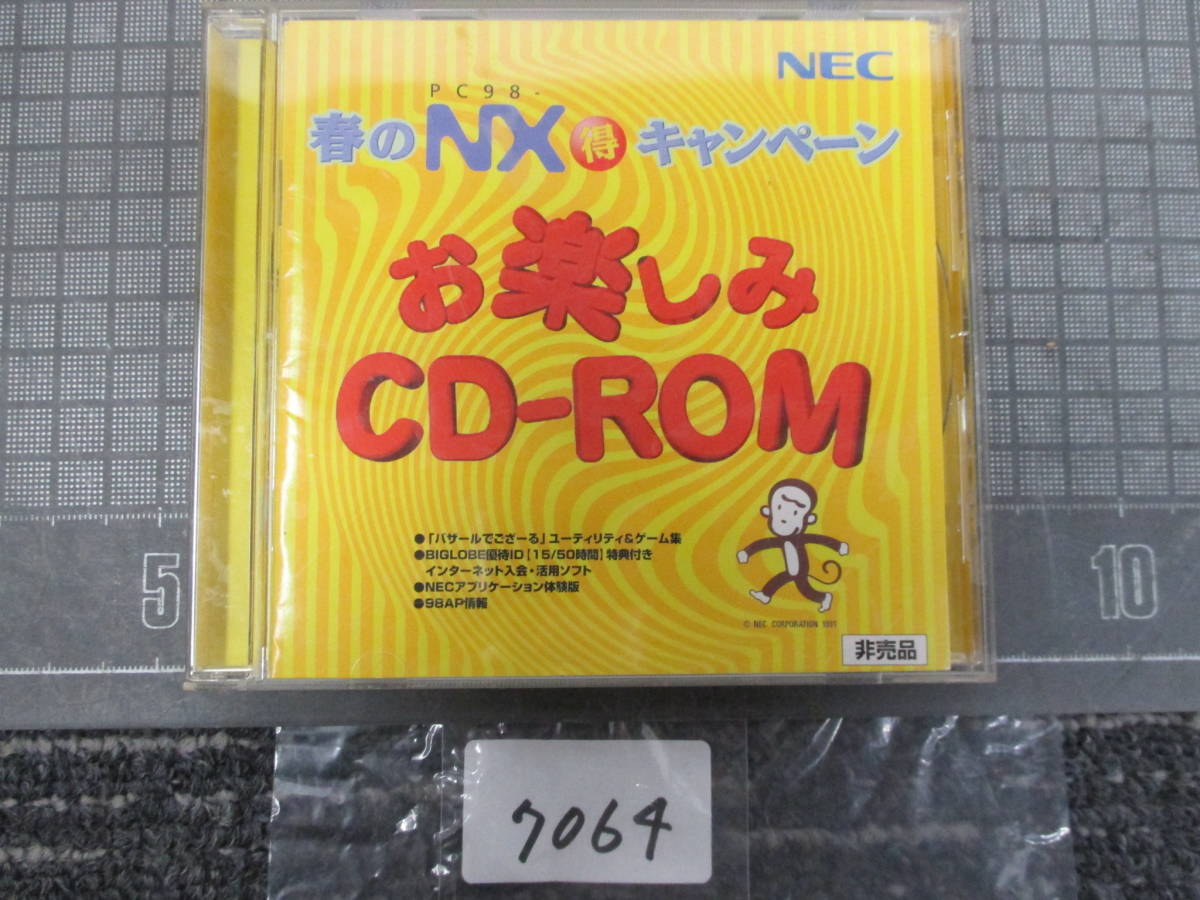 NEC
PC98-
春のNX得キャンペーン
お楽しみ
CD-ROM
●「バザールでござーる」ユーティリティ&ゲーム集
●BIGLOBE優待ID【15/50時間】特典付き
インターネット入会・活用ソフト
●NECアプリケーション体験版
●98AP情報
© NEC CORPORATION 1991
非売品
5
10
7064